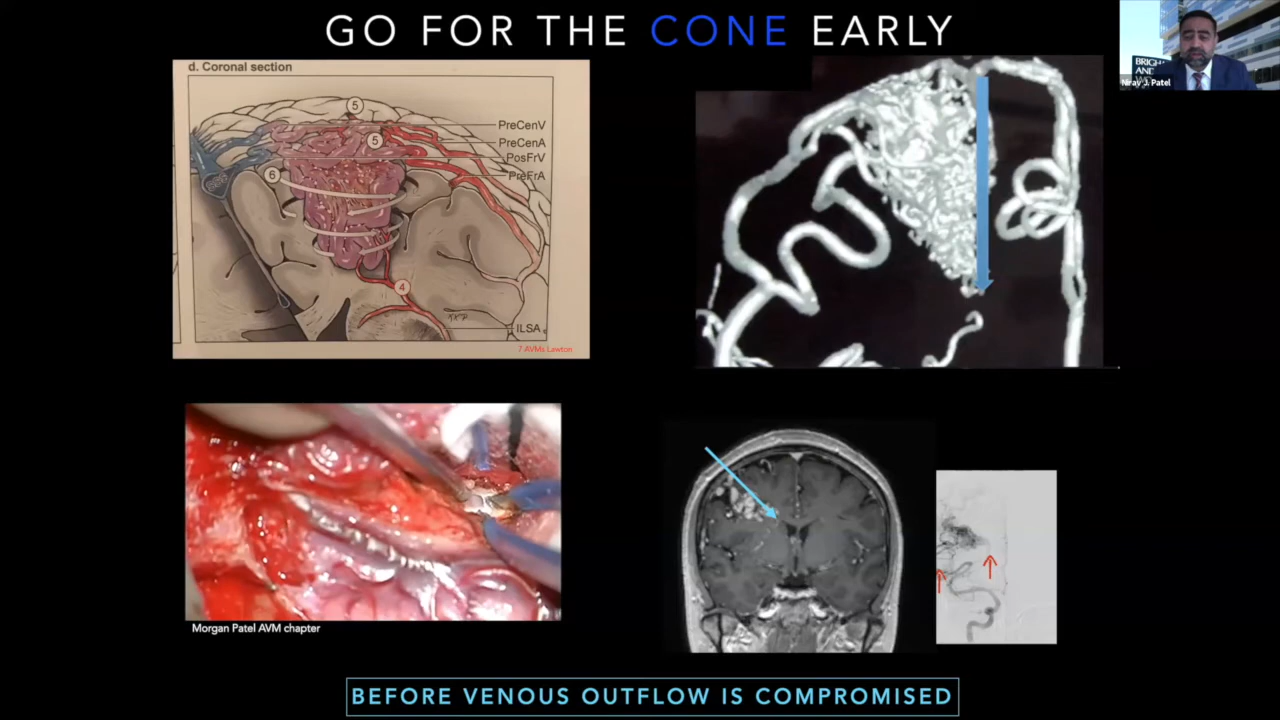 GO FOR THE CONE EARLY
d. Coronal section
5
5
6
4
PreCenV
PreCenA
PosFrV
PreFrA
ILSA
7 AVMs Lawton
Morgan Patel AVM chapter
BEFORE VENOUS OUTFLOW IS COMPROMISED
AND
Nirav J. Patel